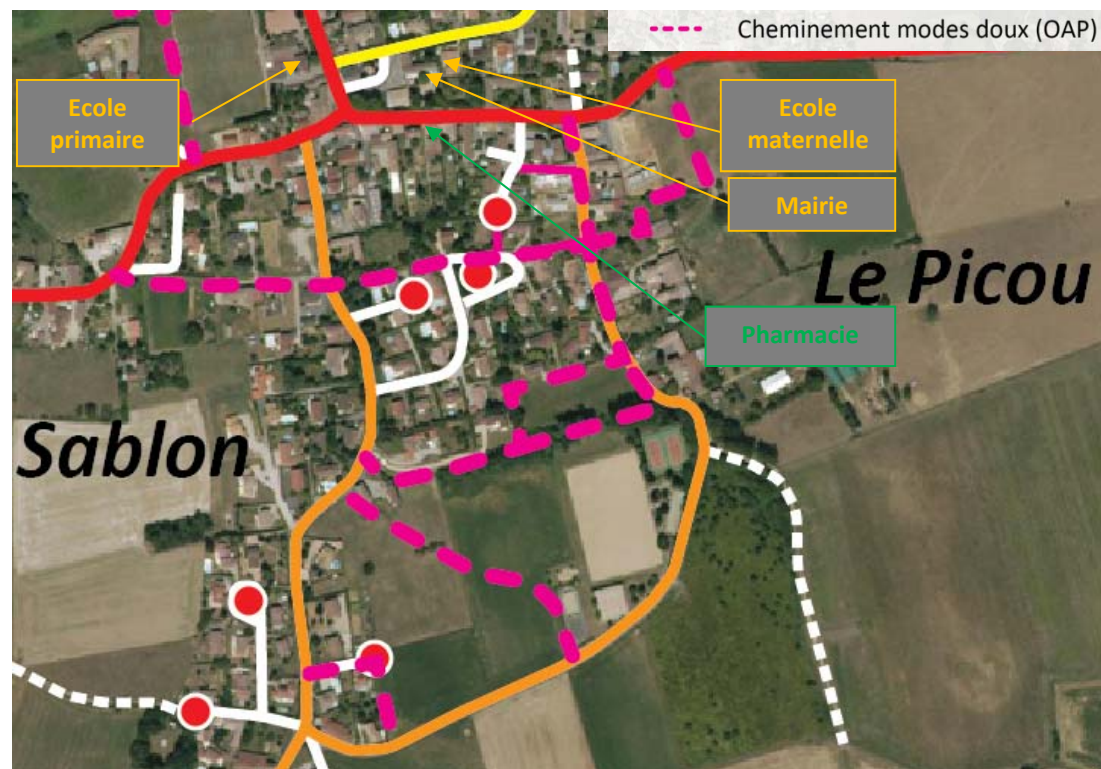 Cheminement modes doux (OAP)
Ecole
primaire
Ecole
maternelle
Mairie
Le Picou
Pharmacie
Sablon